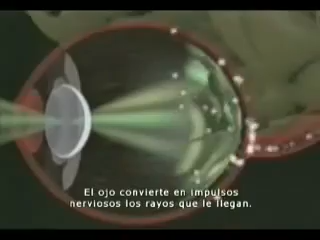 El ojo convierte en impulsos
nerviosos los rayos que le llegan.